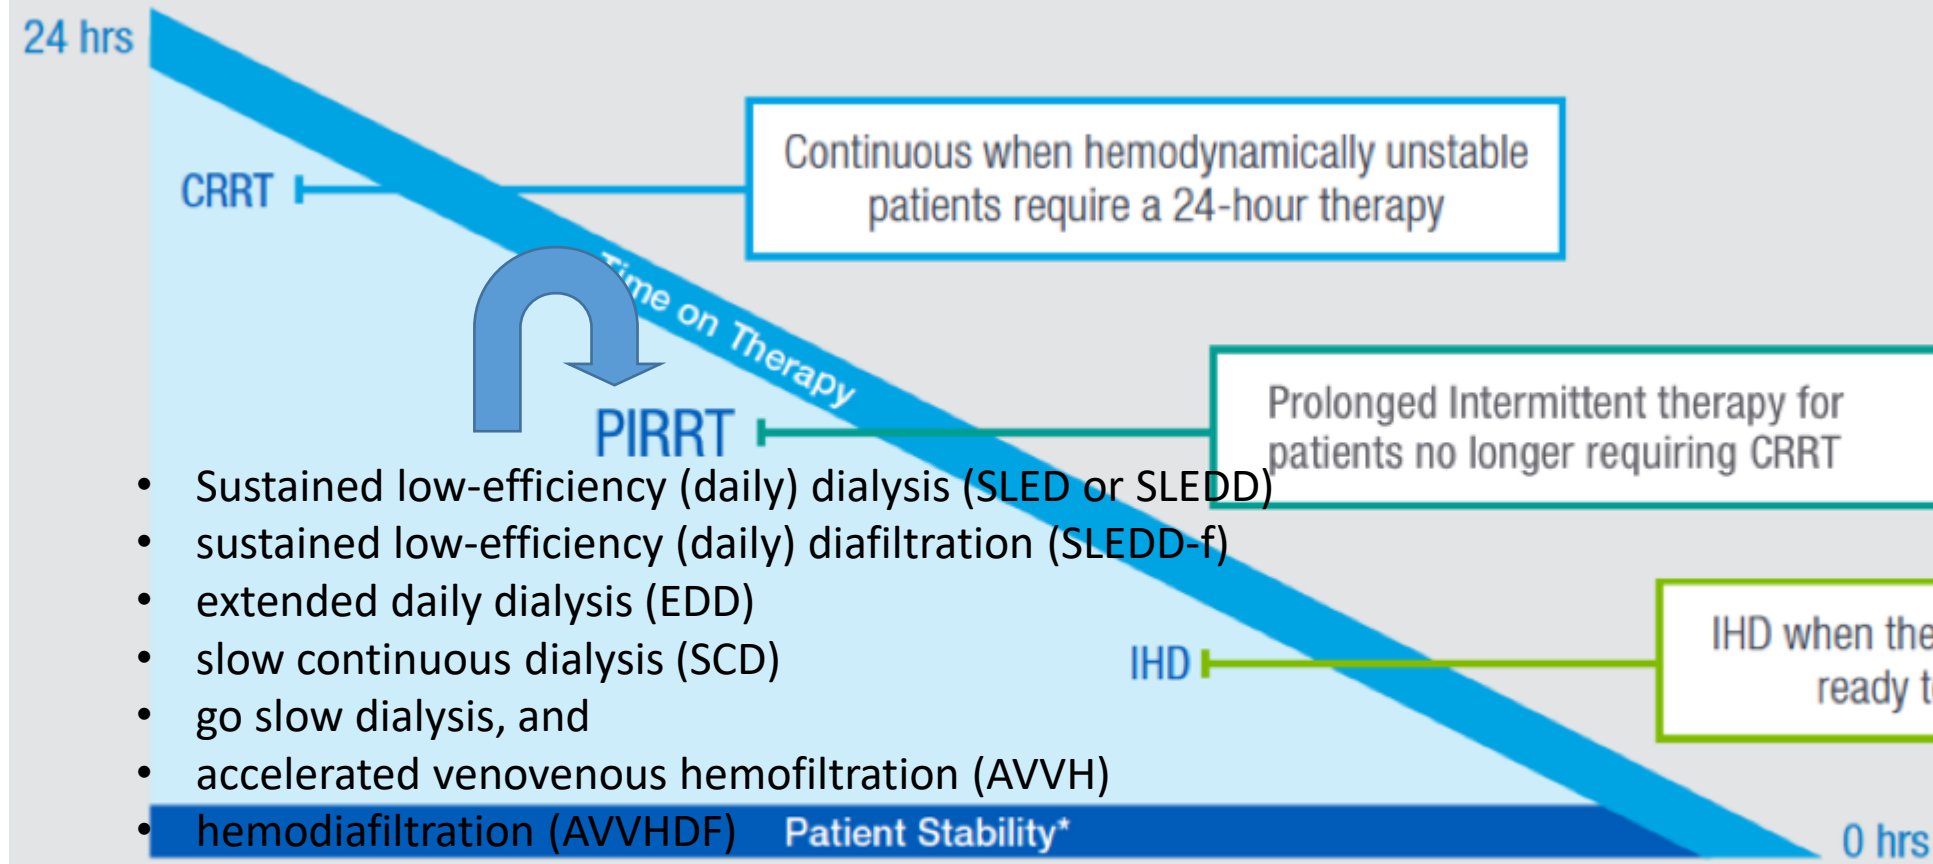 24 hrs
CRRT
Continuous when hemodynamically unstable
patients require a 24-hour therapy
Time on Therapy
PIRRT
Prolonged Intermittent therapy for
patients no longer requiring CRRT
• Sustained low-efficiency (daily) dialysis (SLED or SLEDD)
• sustained low-efficiency (daily) diafiltration (SLEDD-f)
• extended daily dialysis (EDD)
• slow continuous dialysis (SCD)
IHD
IHD when the
ready
• go slow dialysis, and
• accelerated venovenous hemofiltration (AVVH)
• hemodiafiltration (AVVHDF)
Patient Stability*
0 hrs